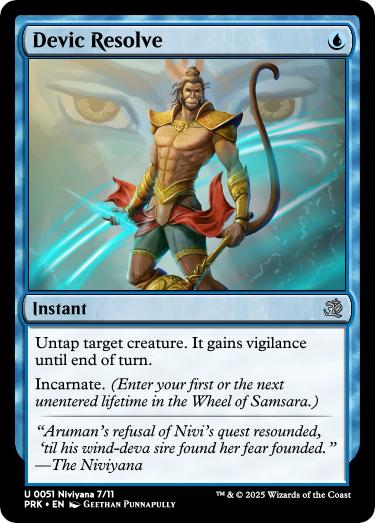 Devic Resolve
Instant
Untap target creature. It gains vigilance
until end of turn.
Incarnate. (Enter your first or the next
unentered lifetime in the Wheel of Samsara.)
“Aruman's refusal of Nivi's quest resounded,
'til his wind-deva sire found her fear founded.”
—The Niviyana
U 0051 Niviyana 7/11
PRK • EN Geethan Punnapully
™ & © 2025 Wizards of the Coast